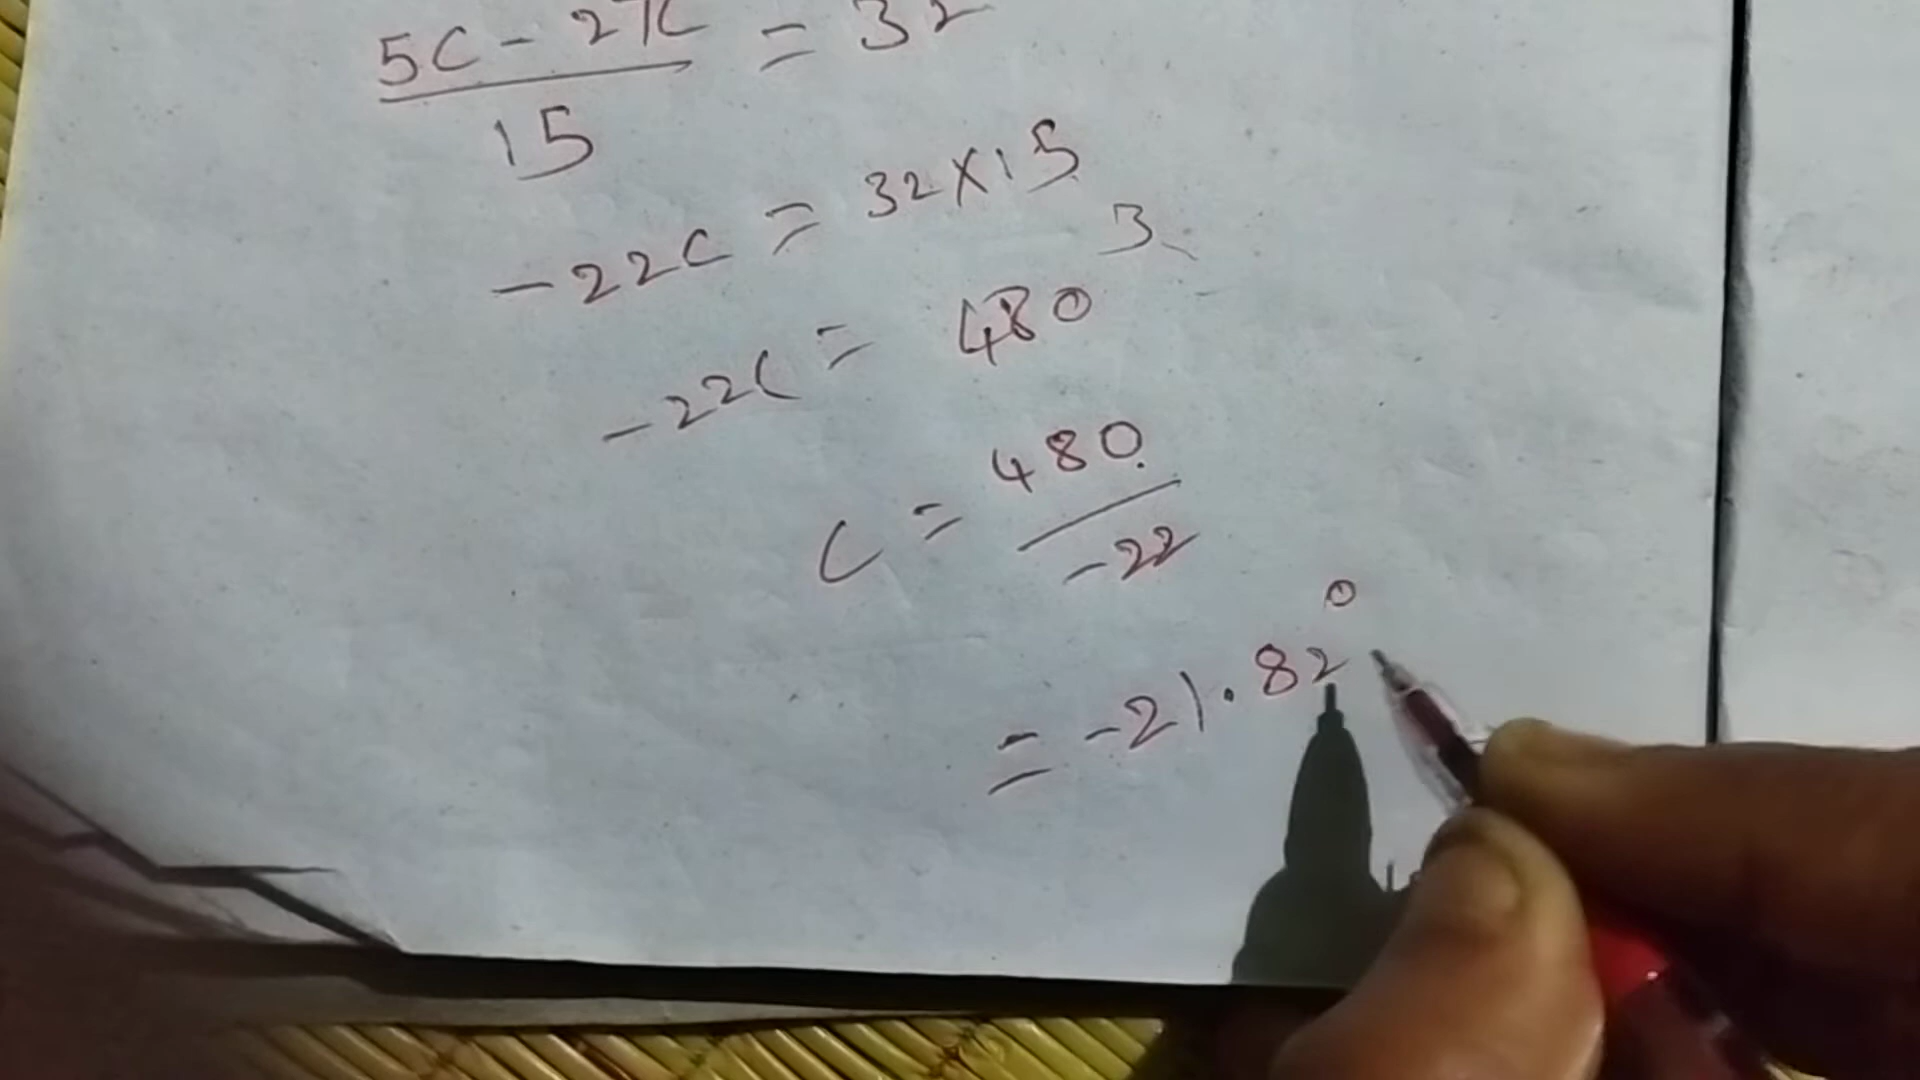 5C - 27C = 32
15
-22C = 32×15
3
-22C = 480
C = 480
-22
= -21.82°